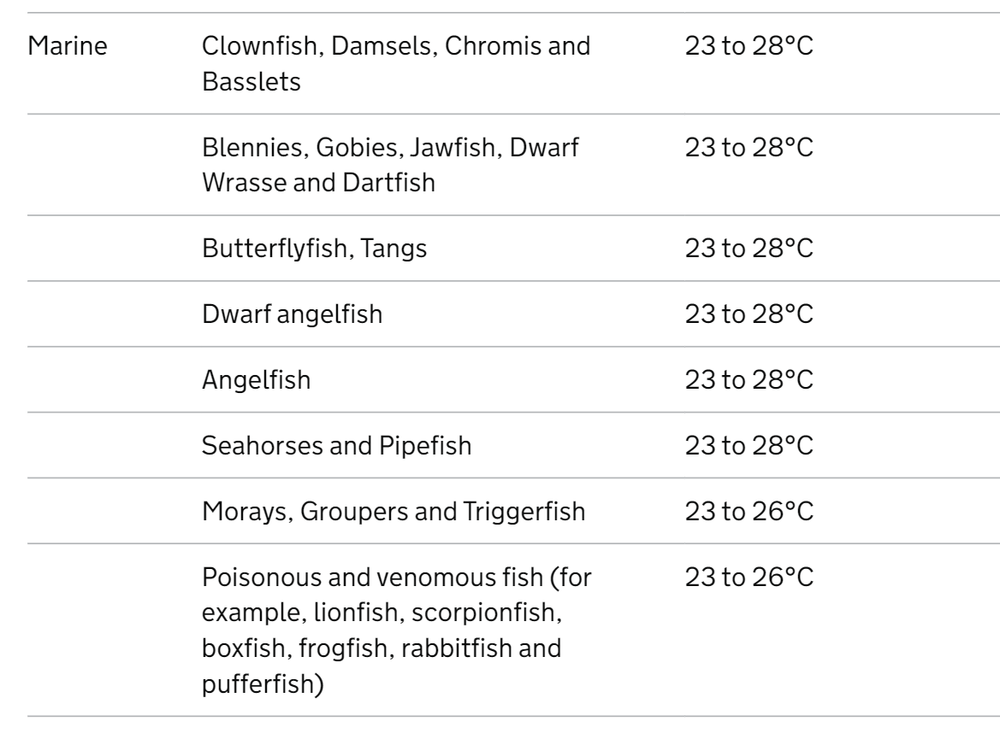 Marine Clownfish, Damsels, Chromis and 23 to 28°C
Basslets
Blennies, Gobies, Jawfish, Dwarf 23 to 28°C
Wrasse and Dartfish
Butterflyfish, Tangs 23 to 28°C
Dwarf angelfish 23 to 28°C
Angelfish 23 to 28°C
Seahorses and Pipefish 23 to 28°C
Morays, Groupers and Triggerfish 23 to 26°C
Poisonous and venomous fish (for 23 to 26°C
example, lionfish, scorpionfish,
boxfish, frogfish, rabbitfish and
pufferfish)